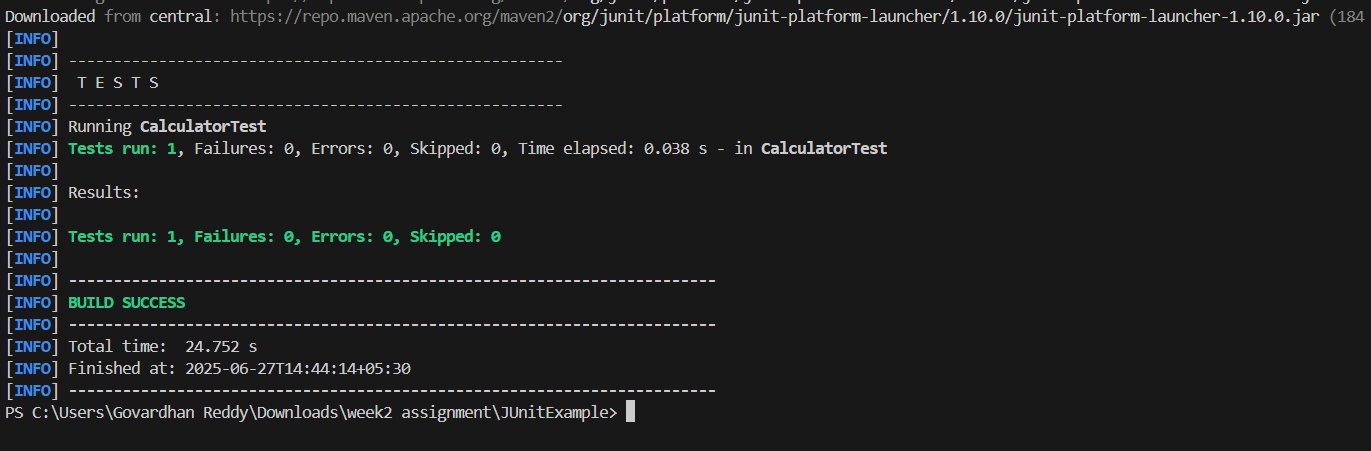 Downloaded from central: https://repo.maven.apache.org/maven2/org/junit/platform/junit-platform-launcher/1.10.0/junit-platform-launcher-1.10.0.jar (184
[INFO]
[INFO] -------------------------------------------------------
[INFO]  T E S T S
[INFO] -------------------------------------------------------
[INFO] Running CalculatorTest
[INFO] Tests run: 1, Failures: 0, Errors: 0, Skipped: 0, Time elapsed: 0.038 s - in CalculatorTest
[INFO]
[INFO] Results:
[INFO]
[INFO] Tests run: 1, Failures: 0, Errors: 0, Skipped: 0
[INFO]
[INFO] ------------------------------------------------------------------------
[INFO] BUILD SUCCESS
[INFO] ------------------------------------------------------------------------
[INFO] Total time:  24.752 s
[INFO] Finished at: 2025-06-27T14:44:14+05:30
[INFO] ------------------------------------------------------------------------
PS C:\Users\Govardhan Reddy\Downloads\week2 assignment\JUnitExample>